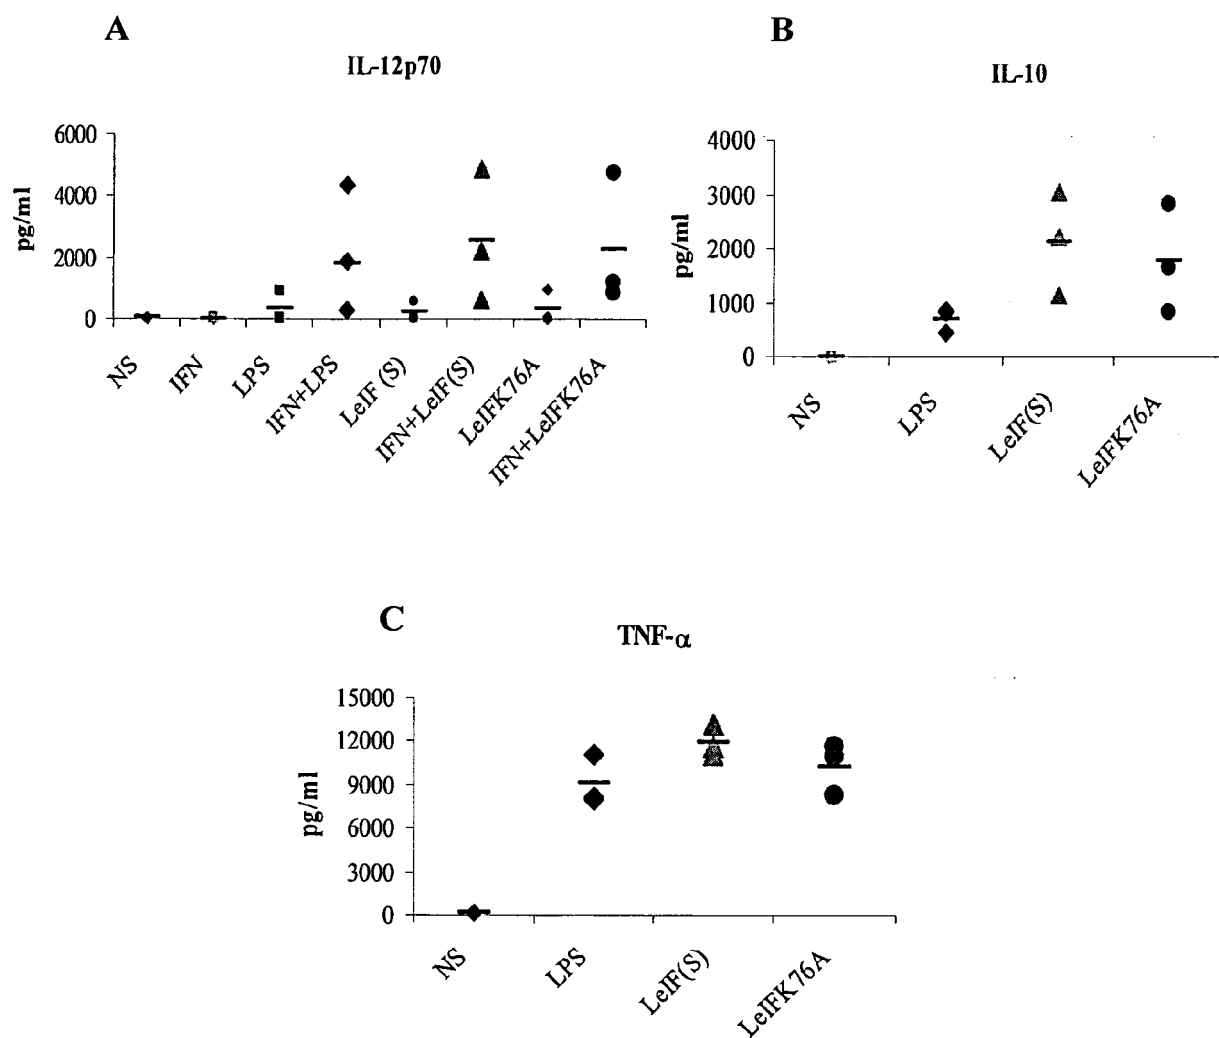 A
IL-12p70
6000
4000
2000
0
pg/ml
NS
IFN
LPS
IFN+LPS
LeIF (S)
IFN+LeIF(S)
LeIFK76A
IFN+LeIFK76A
B
IL-10
4000
3000
2000
1000
0
pg/ml
NS
LPS
LeIF(S)
LeIFK76A
C
TNF-α
15000
12000
9000
6000
3000
0
pg/ml
NS
LPS
LeIF(S)
LeIFK76A